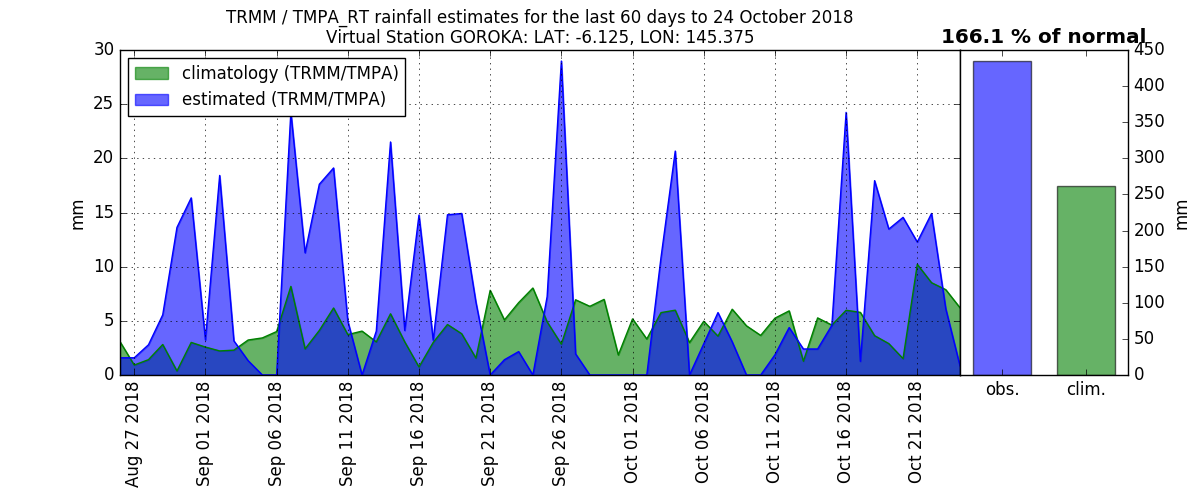 TRMM / TMPA_RT rainfall estimates for the last 60 days to 24 October 2018
Virtual Station GOROKA: LAT: -6.125, LON: 145.375
166.1 % of normal
climatology (TRMM/TMPA)
estimated (TRMM/TMPA)
30
25
20
15
10
5
0
mm
Aug 27 2018
Sep 01 2018
Sep 06 2018
Sep 11 2018
Sep 16 2018
Sep 21 2018
Sep 26 2018
Oct 01 2018
Oct 06 2018
Oct 11 2018
Oct 16 2018
Oct 21 2018
450
400
350
300
250
200
150
100
50
0
mm
obs.
clim.